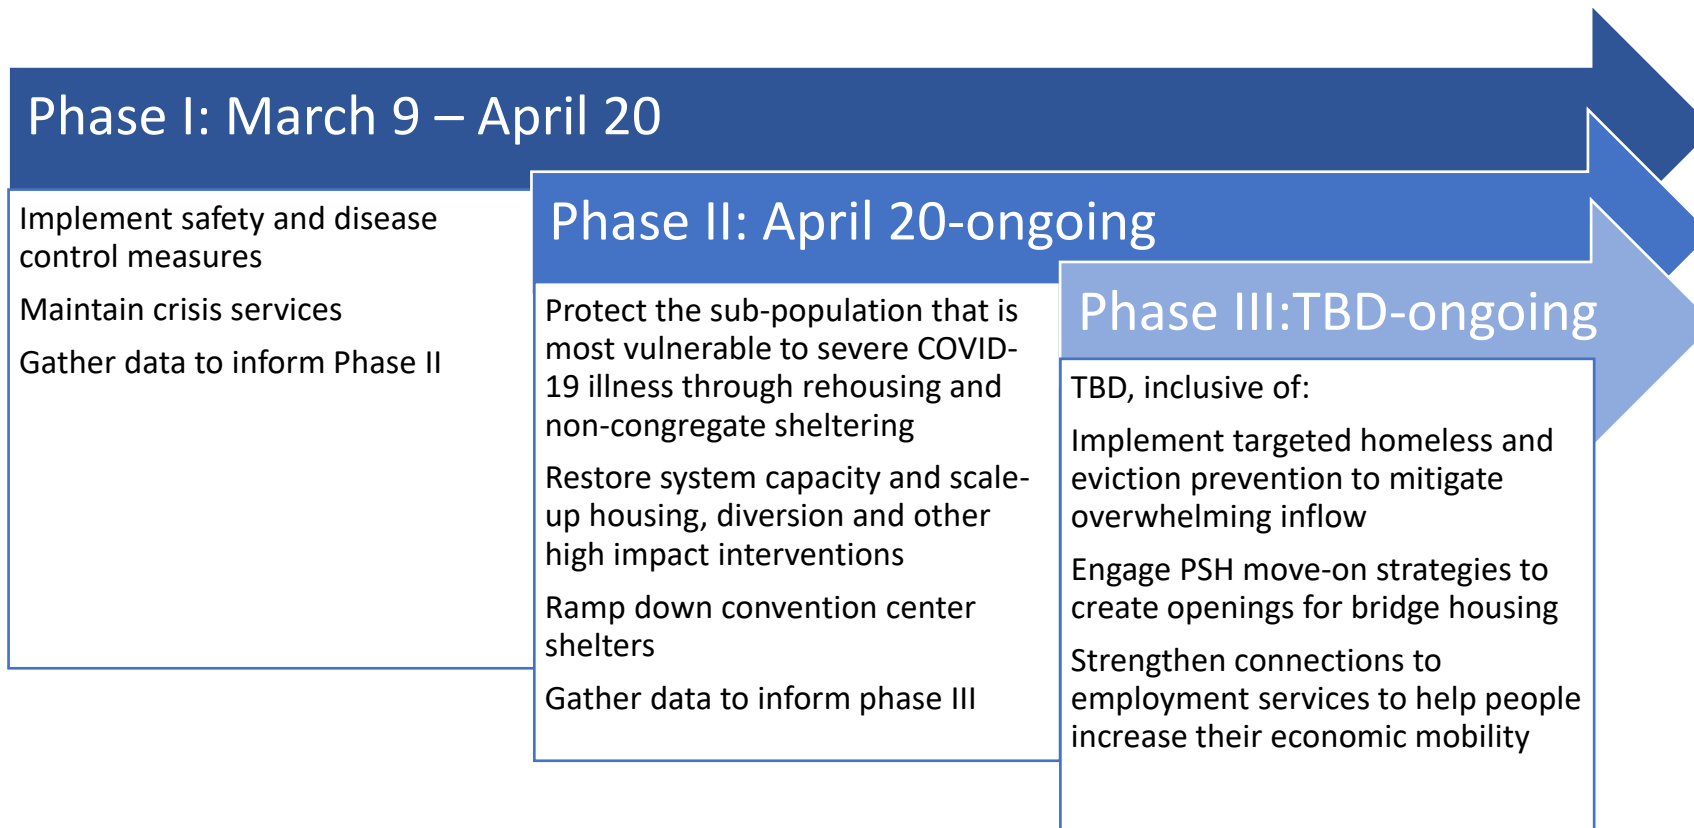 Phase I: March 9 – April 20
Implement safety and disease
control measures
Maintain crisis services
Gather data to inform Phase II
Phase II: April 20-ongoing
Protect the sub-population that is
most vulnerable to severe COVID-
19 illness through rehousing and
non-congregate sheltering
Restore system capacity and scale-
up housing, diversion and other
high impact interventions
Ramp down convention center
shelters
Gather data to inform phase III
Phase III:TBD-ongoing
TBD, inclusive of:
Implement targeted homeless and
eviction prevention to mitigate
overwhelming inflow
Engage PSH move-on strategies to
create openings for bridge housing
Strengthen connections to
employment services to help people
increase their economic mobility